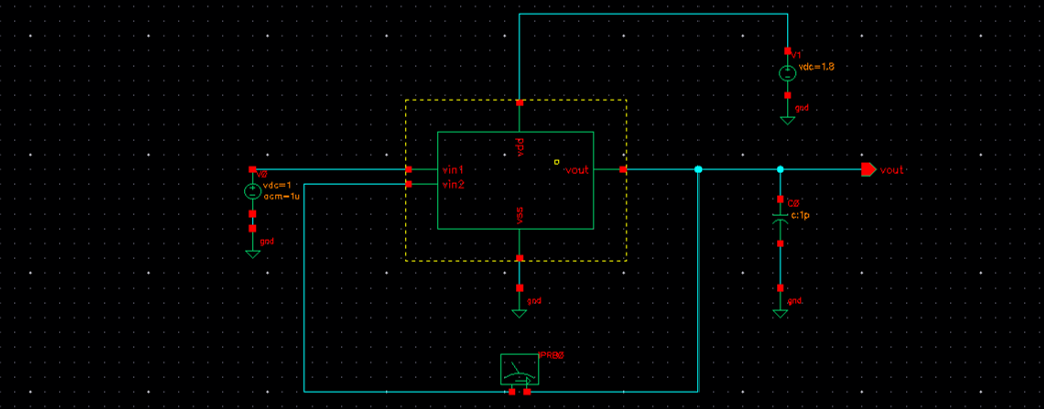 V1
vdc=1.8
gnd
vdd
vin1
vout
vout
V0
vdc=1
acm=1u
vin2
C0
c:1p
vss
gnd
gnd
gnd
IPRB0